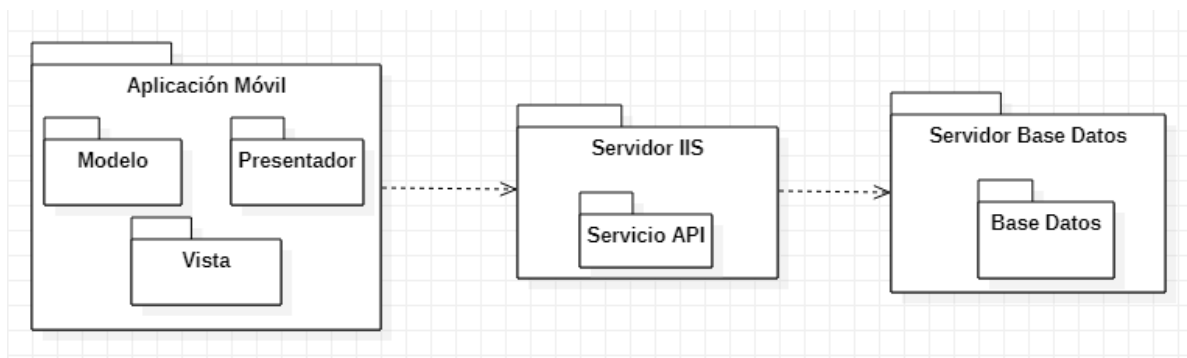 Aplicación Móvil
Modelo
Presentador
Vista
Servidor IIS
Servicio API
Servidor Base Datos
Base Datos